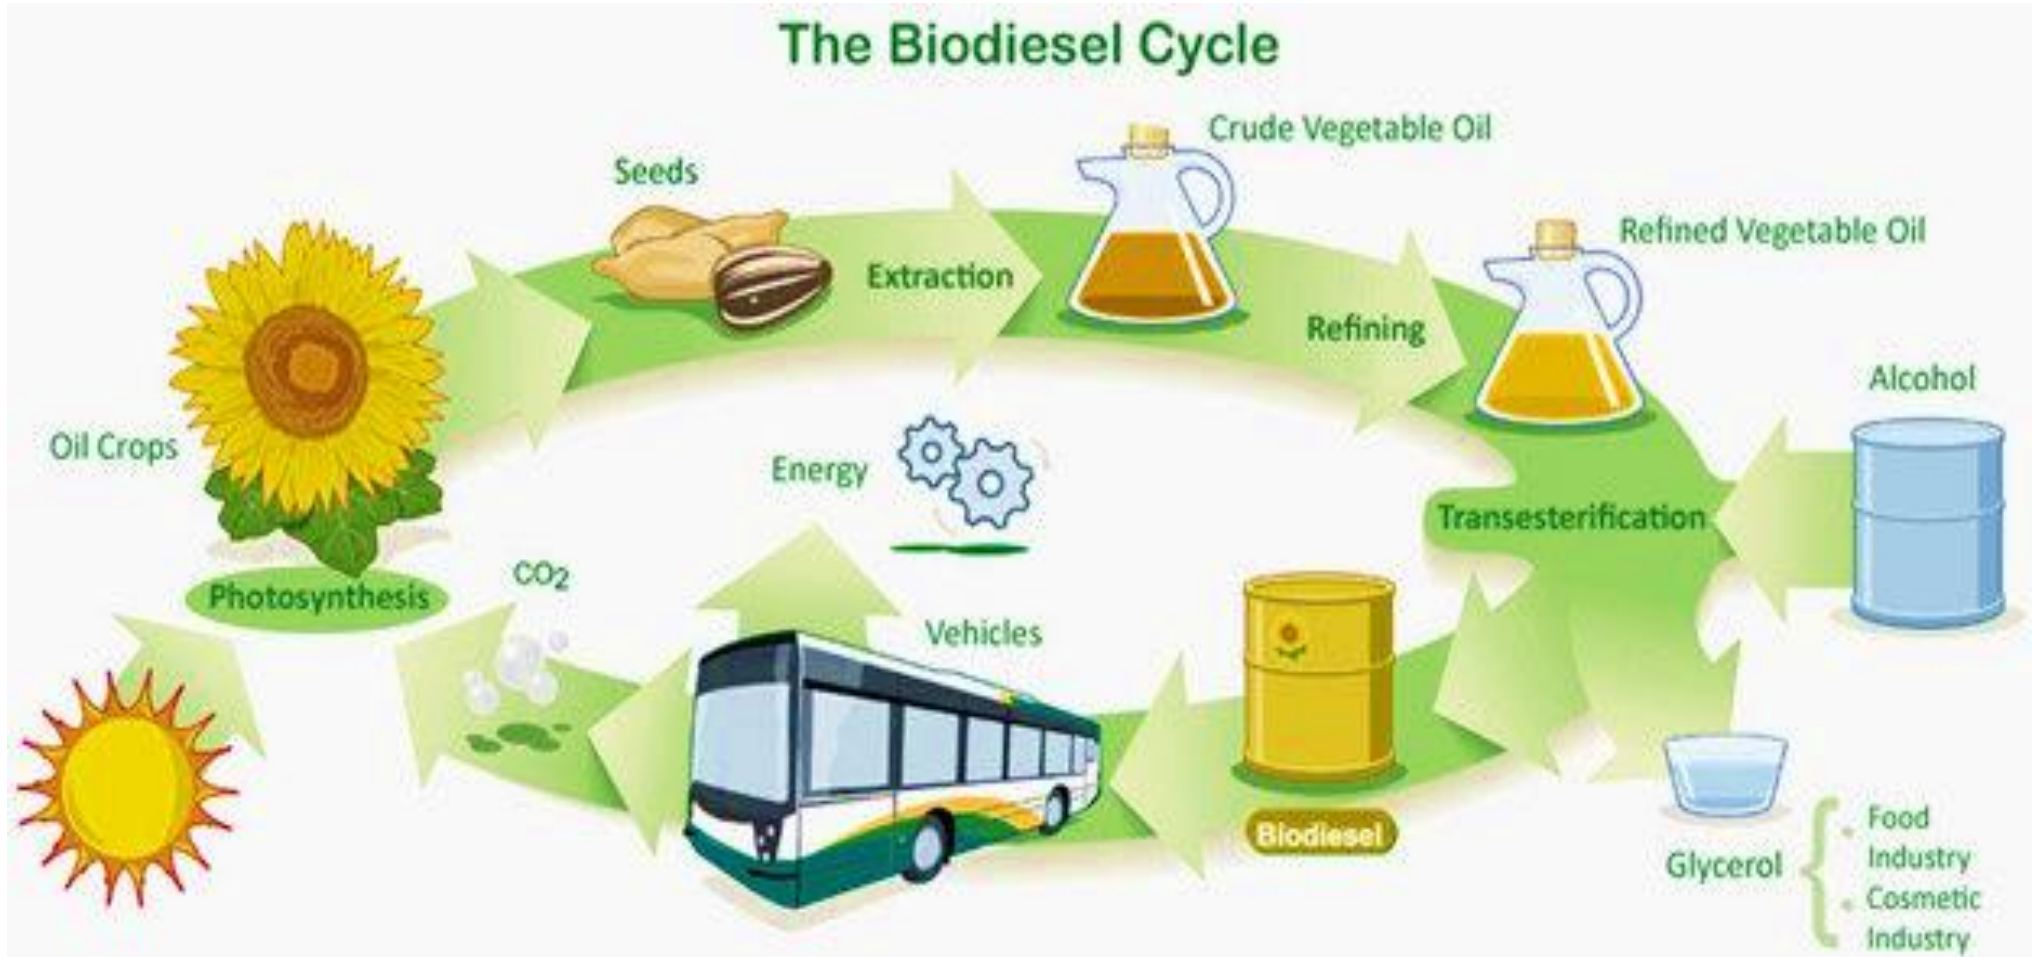 The Biodiesel Cycle
Crude Vegetable Oil
Seeds
Refined Vegetable Oil
Extraction
Refining
Alcohol
Oil Crops
Energy
Transesterification
CO2
Photosynthesis
Vehicles
Biodiesel
Glycerol
Food
Industry
Cosmetic
Industry